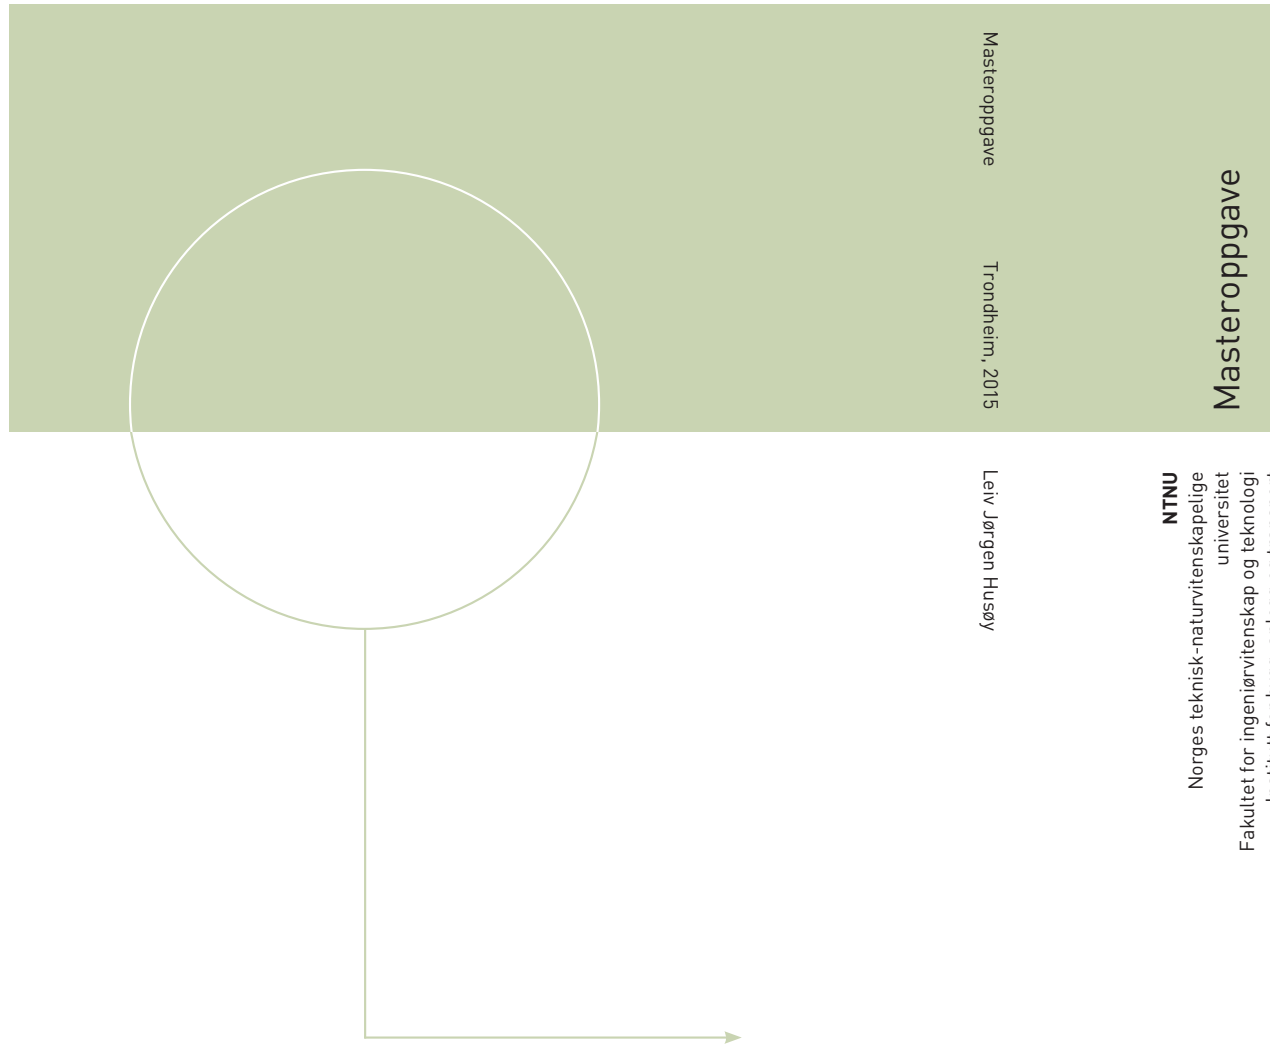 Masteroppgave
Trondheim, 2015
Leiv Jørgen Husøy
Masteroppgave
NTNU
Norges teknisk-naturvitenskapelige
universitet
Fakultet for ingeniørvitenskap og teknologi